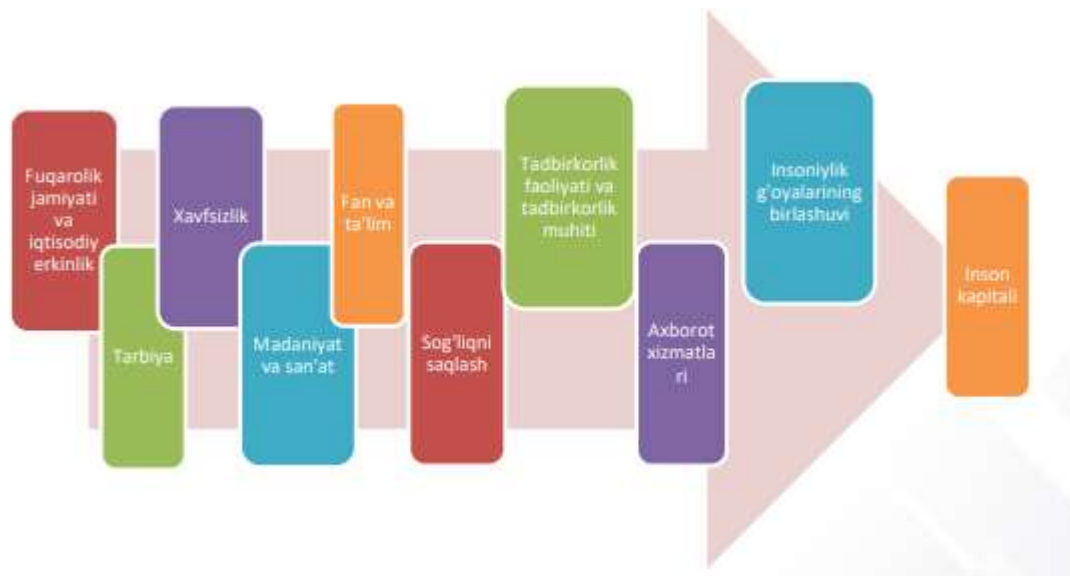 Fuqarolik
jamiyati
va
iqtisodiy
erkinlik
Tarbiya
Xavfsizlik
Madaniyat
va san'at
Fan va
ta'lim
Sog'liqni
saqlash
Tadbirkorlik
faoliyati va
tadbirkorlik
muhiti
Axborot
xizmatla
ri
Insoniylik
g'oyalarining
birlashuvi
Inson
kapitali